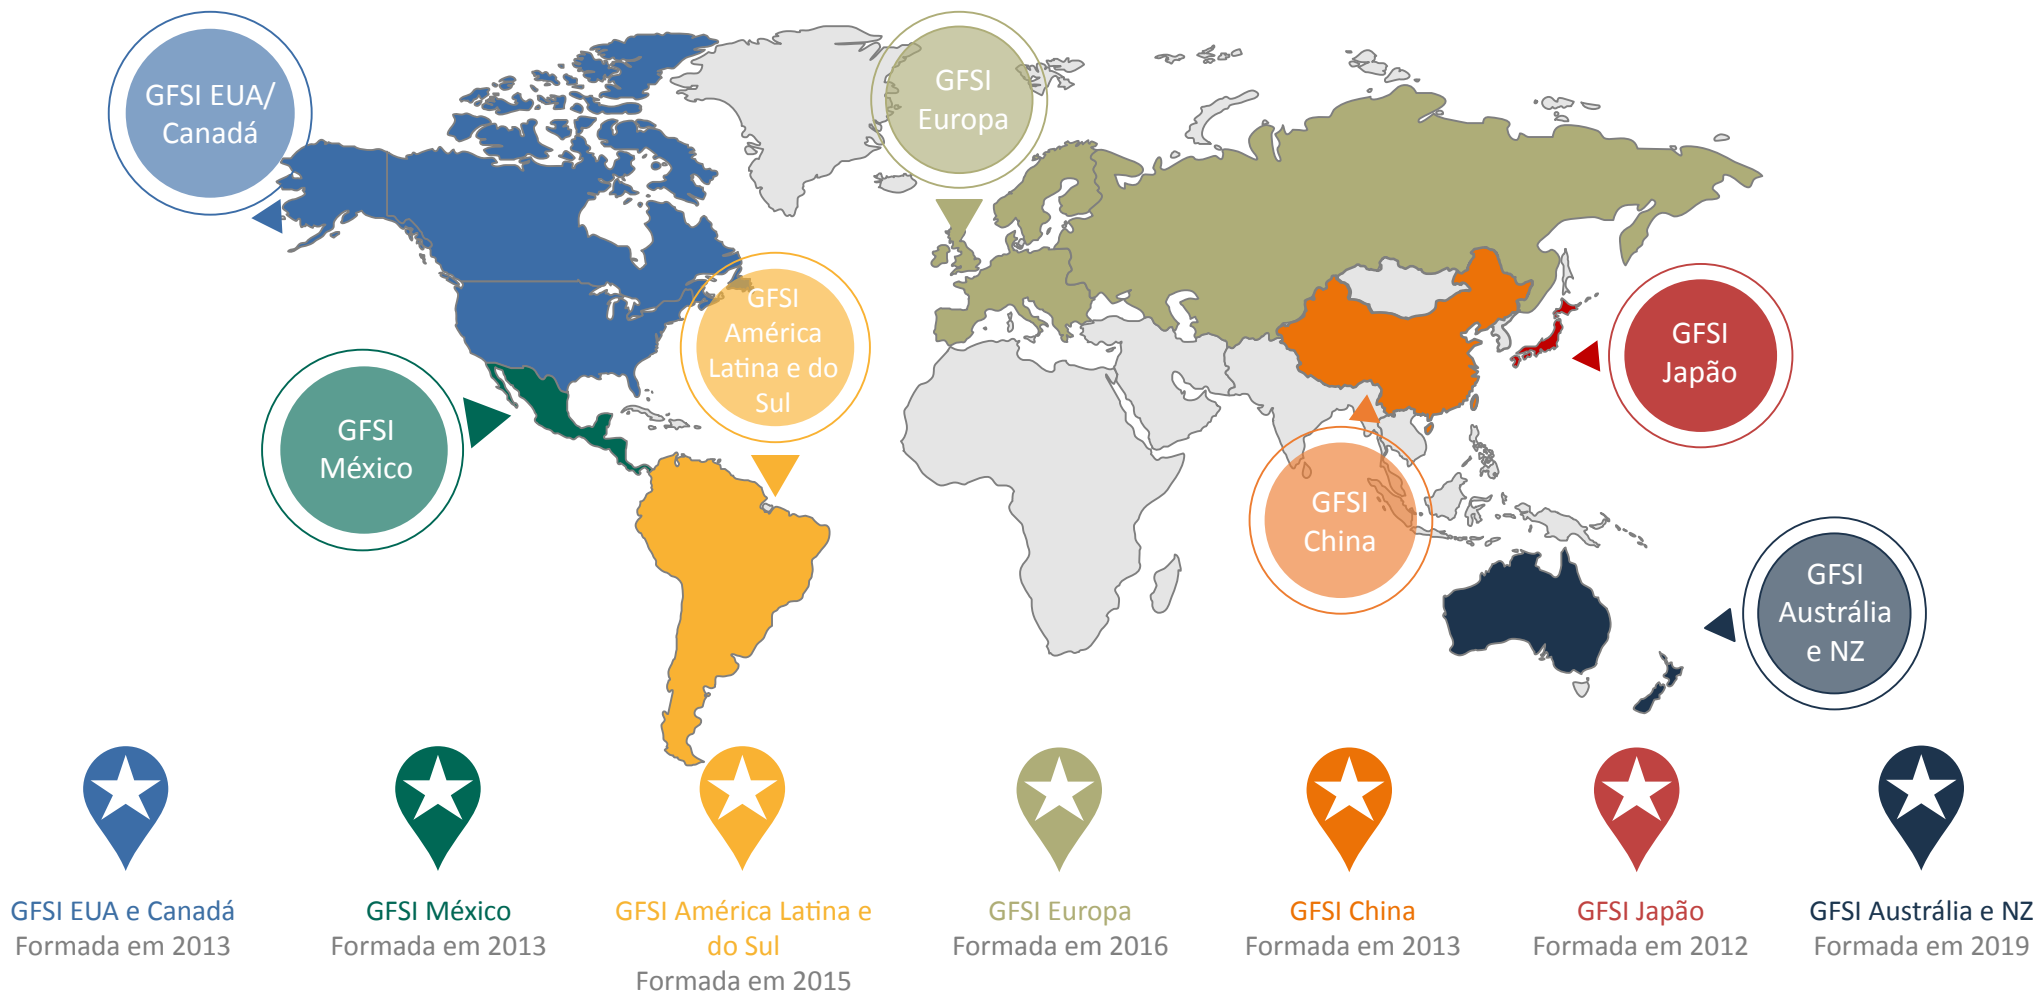 GFSI EUA/
Canadá
GFSI
Europa
GFSI
América
Latina e do
Sul
GFSI
Japão
GFSI
México
GFSI
China
GFSI
Austrália
e NZ
GFSI EUA e Canadá
Formada em 2013
GFSI México
Formada em 2013
GFSI América Latina e
do Sul
Formada em 2015
GFSI Europa
Formada em 2016
GFSI China
Formada em 2013
GFSI Japão
Formada em 2012
GFSI Austrália e NZ
Formada em 2019